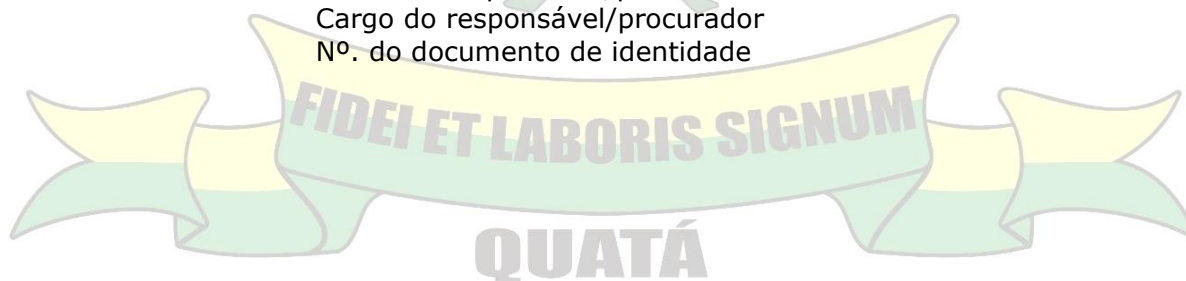 Cargo do responsável/procurador
Nº. do documento de identidade
FIDEI ET LABORIS SIGNUM
QUATÁ